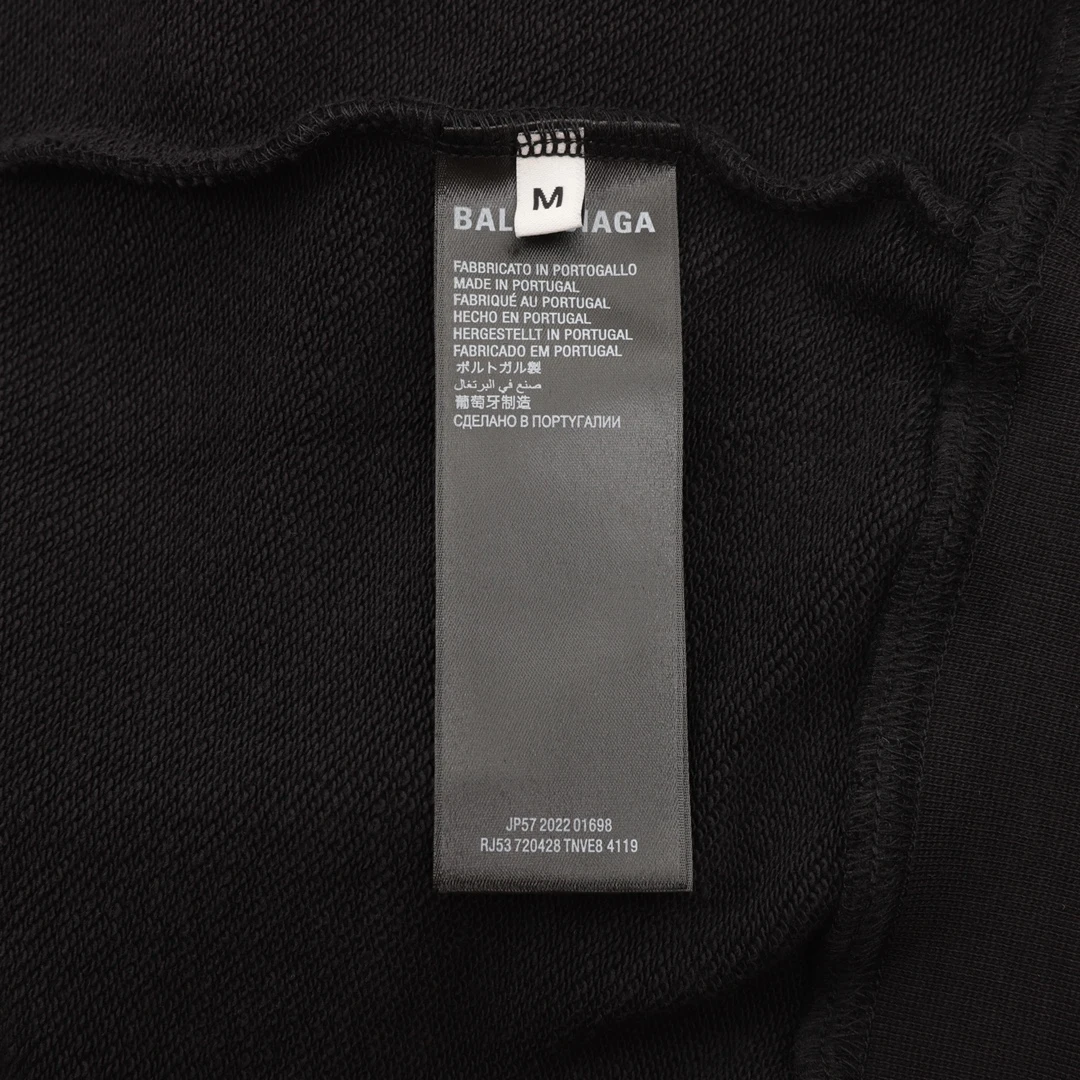 M
BAL NAGA
FABBRICATO IN PORTOGALLO
MADE IN PORTUGAL
FABRIQUÉ AU PORTUGAL
HECHO EN PORTUGAL
HERGESTELLT IN PORTUGAL
FABRICADO EM PORTUGAL
ポルトガル製
صنع في البرتغال
葡萄牙制造
СДЕЛАНО В ПОРТУГАЛИИ
JP57 2022 01698
RJ53 720428 TNVE8 4119